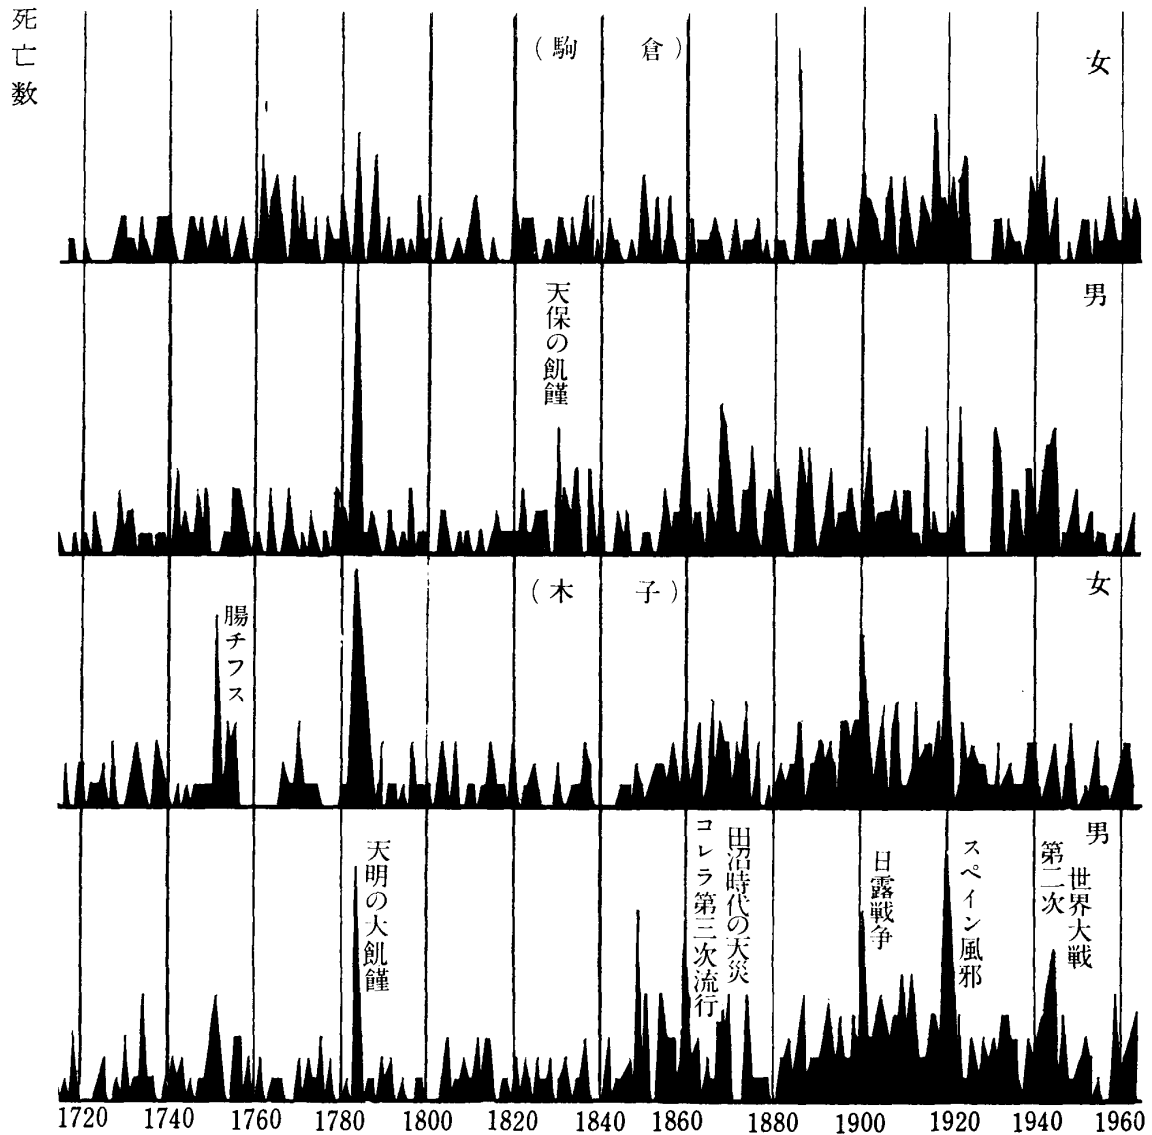 死亡数
(駒倉)
女
男
天保の飢饉
(木子)
女
腸チフス
男
天明の大飢饉
コレラ第三次流行
田沼時代の天災
日露戦争
スペイン風邪
第二次
世界大戦
1720 1740 1760 1780 1800 1820 1840 1860 1880 1900 1920 1940 1960